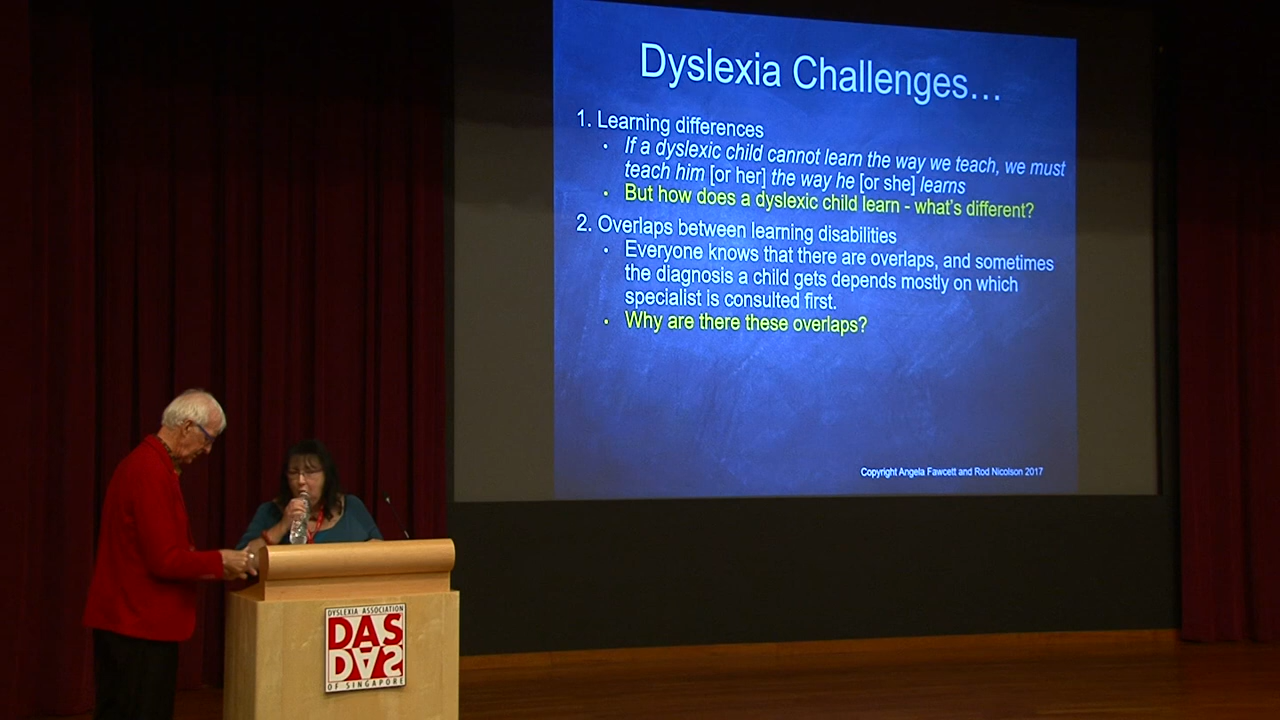 Dyslexia Challenges…
1. Learning differences
• If a dyslexic child cannot learn the way we teach, we must
teach him [or her] the way he [or she] learns
• But how does a dyslexic child learn - what's different?
2. Overlaps between learning disabilities
• Everyone knows that there are overlaps, and sometimes
the diagnosis a child gets depends mostly on which
specialist is consulted first.
• Why are there these overlaps?
Copyright Angela Fawcett and Rod Nicolson 2017
DYSLEXIA ASSOCIATION
DAS
DAS
OF SINGAPORE